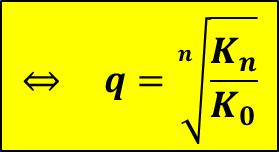 ⇔ q = ⁿ√(Kₙ/K₀)